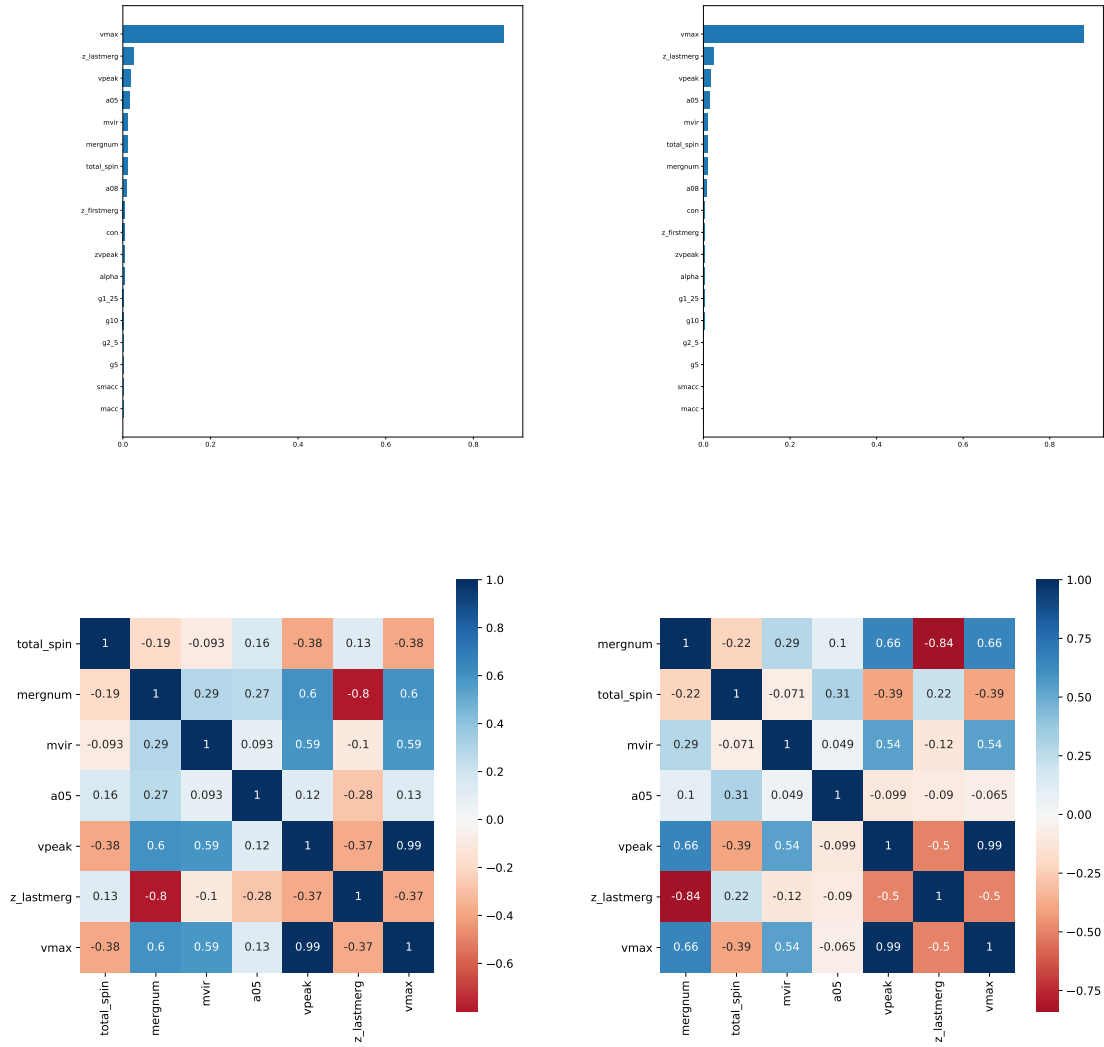 vmax
z_lastmerg
vpeak
a05
mvir
mergnum
total_spin
a08
z_firstmerg
con
zvpeak
alpha
g1_25
g10
g2_5
g5
smacc
macc
0.0 0.2 0.4 0.6 0.8
vmax
z_lastmerg
vpeak
a05
mvir
total_spin
mergnum
a08
con
z_firstmerg
zvpeak
alpha
g1_25
g10
g2_5
g5
smacc
macc
0.0 0.2 0.4 0.6 0.8
total_spin 1 -0.19 -0.093 0.16 -0.38 0.13 -0.38
mergnum -0.19 1 0.29 0.27 0.6 -0.8 0.6
mvir -0.093 0.29 1 0.093 0.59 -0.1 0.59
a05 0.16 0.27 0.093 1 0.12 -0.28 0.13
vpeak -0.38 0.6 0.59 0.12 1 -0.37 0.99
z_lastmerg 0.13 -0.8 -0.1 -0.28 -0.37 1 -0.37
vmax -0.38 0.6 0.59 0.13 0.99 -0.37 1
total_spin mergnum mvir a05 vpeak z_lastmerg vmax
1.0
0.8
0.6
0.4
0.2
0.0
−0.2
−0.4
−0.6
mergnum 1 -0.22 0.29 0.1 0.66 -0.84 0.66
total_spin -0.22 1 -0.071 0.31 -0.39 0.22 -0.39
mvir 0.29 -0.071 1 0.049 0.54 -0.12 0.54
a05 0.1 0.31 0.049 1 -0.099 -0.09 -0.065
vpeak 0.66 -0.39 0.54 -0.099 1 -0.5 0.99
z_lastmerg -0.84 0.22 -0.12 -0.09 -0.5 1 -0.5
vmax 0.66 -0.39 0.54 -0.065 0.99 -0.5 1
mergnum total_spin mvir a05 vpeak z_lastmerg vmax
1.00
0.75
0.50
0.25
0.00
−0.25
−0.50
−0.75